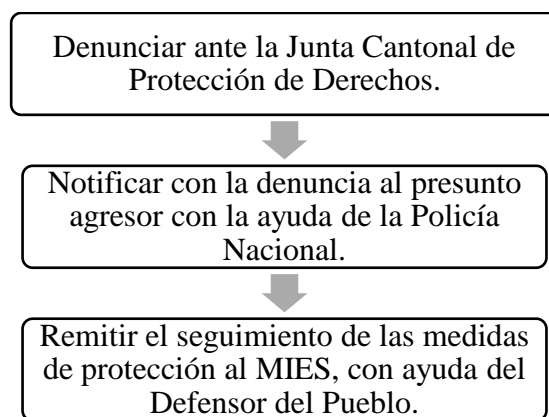 Denunciar ante la Junta Cantonal de
Protección de Derechos.
Notificar con la denuncia al presunto
agresor con la ayuda de la Policía
Nacional.
Remitir el seguimiento de las medidas
de protección al MIES, con ayuda del
Defensor del Pueblo.